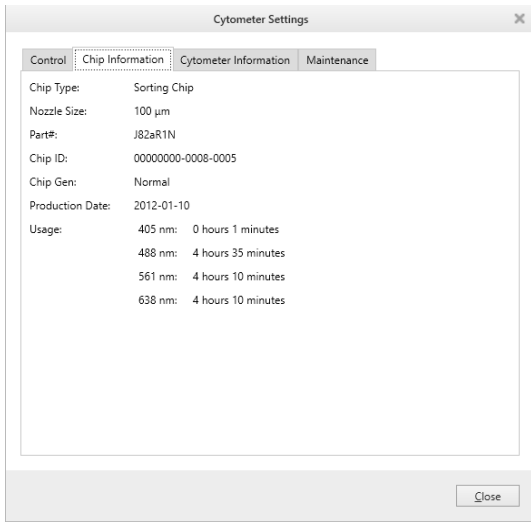 Cytometer Settings
Control Chip Information Cytometer Information Maintenance
Chip Type: Sorting Chip
Nozzle Size: 100 µm
Part#: J82aR1N
Chip ID: 00000000-0008-0005
Chip Gen: Normal
Production Date: 2012-01-10
Usage: 405 nm: 0 hours 1 minutes
488 nm: 4 hours 35 minutes
561 nm: 4 hours 10 minutes
638 nm: 4 hours 10 minutes
Close